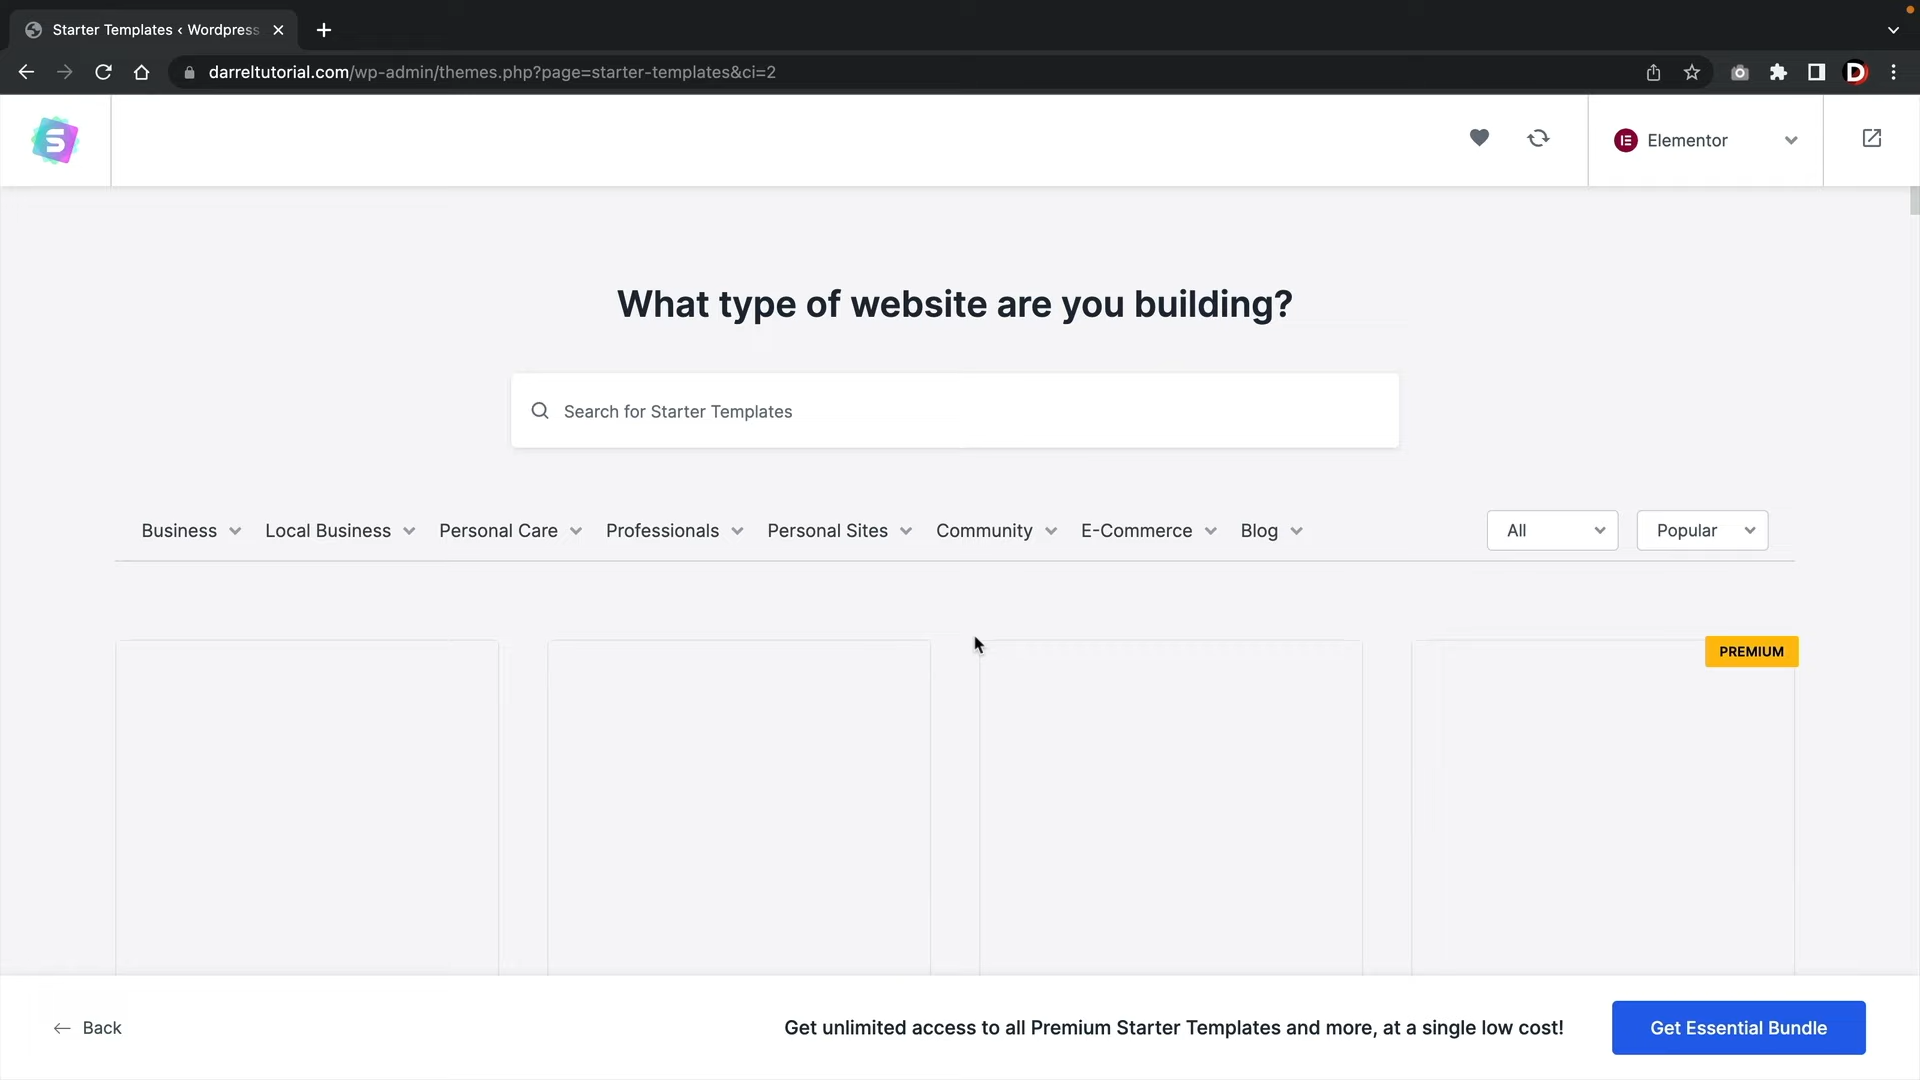 Starter Templates ‹ Wordpress
darreltutorial.com/wp-admin/themes.php?page=starter-templates&ci=2
Elementor
What type of website are you building?
Search for Starter Templates
Business Local Business Personal Care Professionals Personal Sites Community E-Commerce Blog All Popular
PREMIUM
Back Get unlimited access to all Premium Starter Templates and more, at a single low cost! Get Essential Bundle